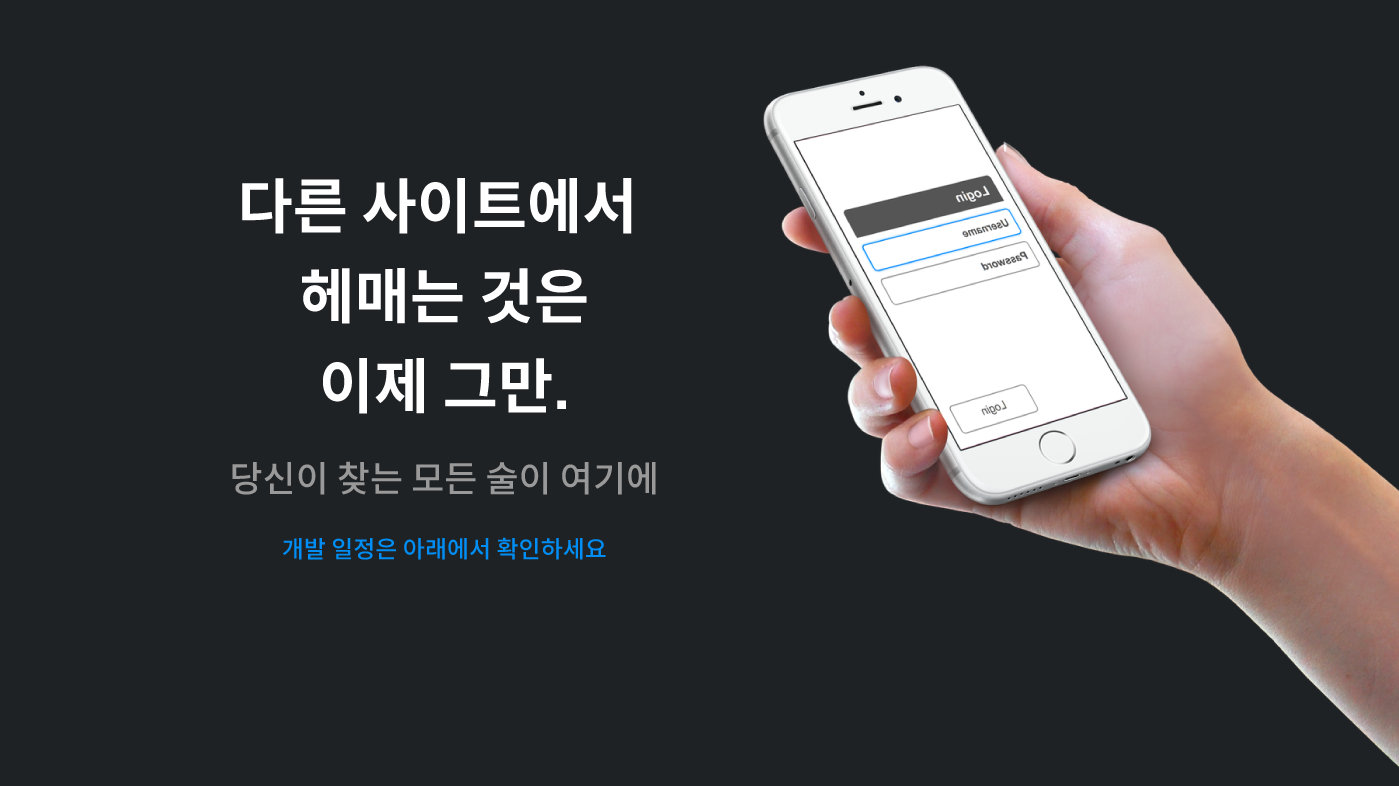 다른 사이트에서
헤매는 것은
이제 그만.
당신이 찾는 모든 술이 여기에
개발 일정은 아래에서 확인하세요
Login
Username
Password
Login